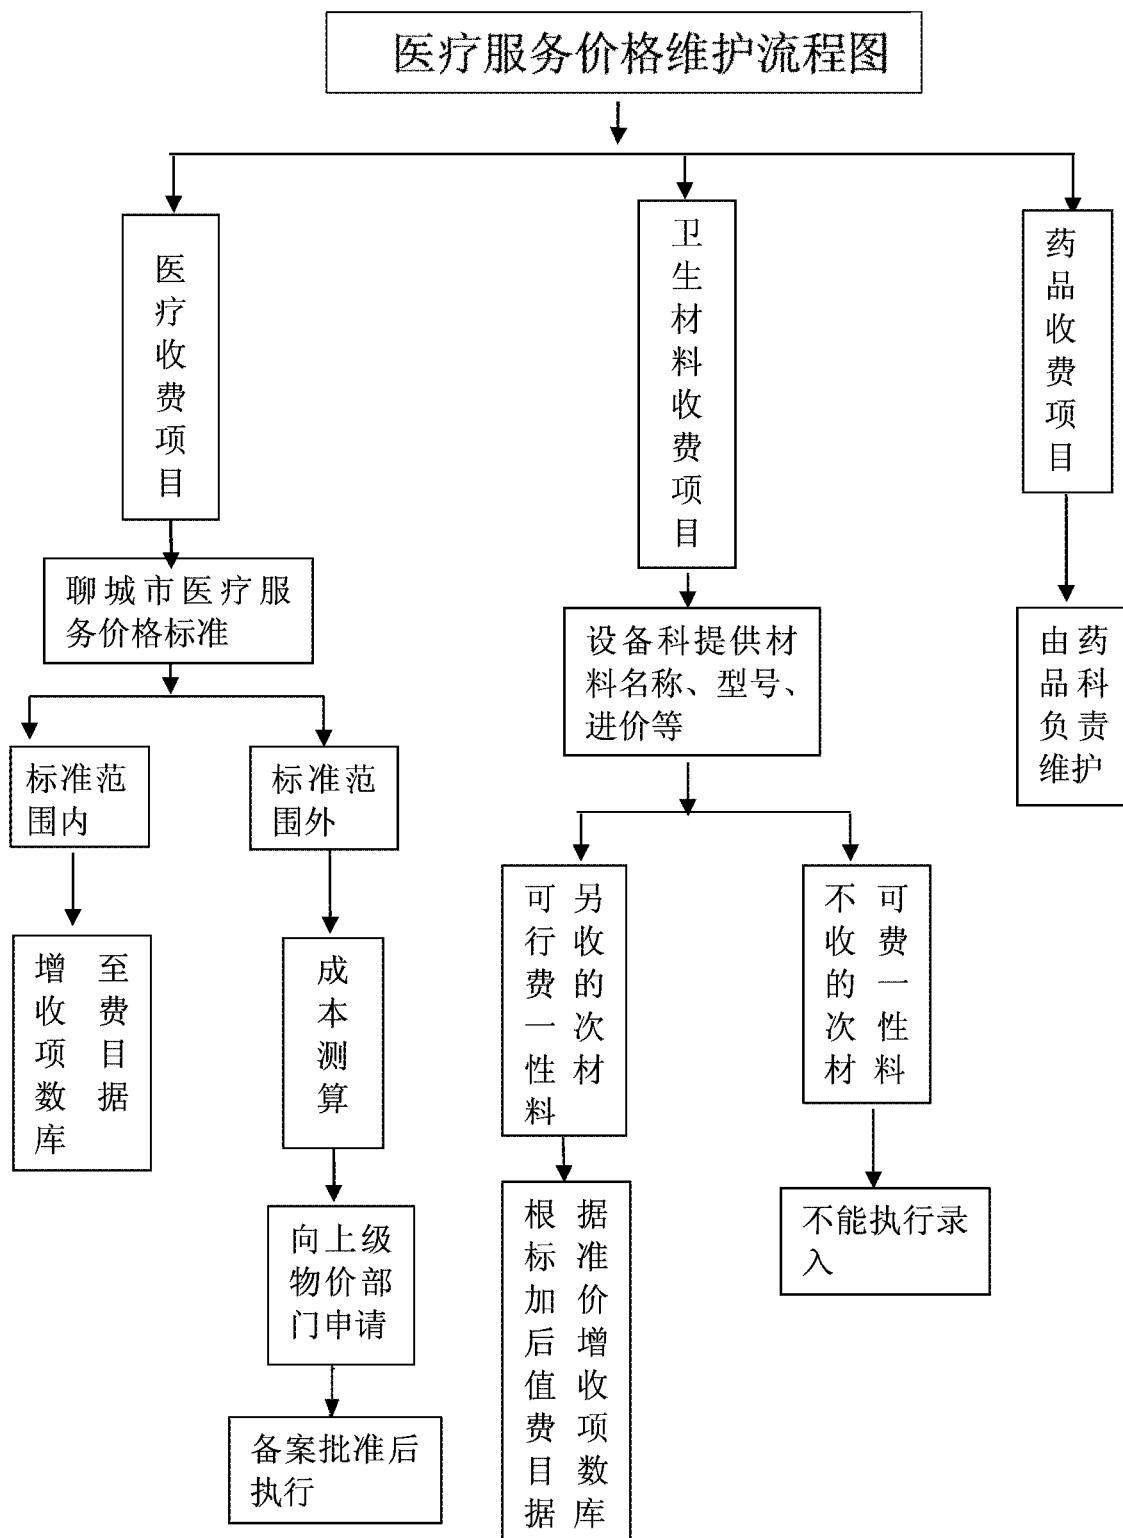 医疗服务价格维护流程图
医疗收费项目
卫生材料收费项目
药品收费项目
聊城市医疗服
务价格标准
设备科提供材
料名称、型号、
进价等
由药
品科
负责
维护
标准范
围内
标准范
围外
可另
行收
费的
一次
性材
料
不可
收费
的一
次性
材料
增至
收费
项目
数据
库
成本测算
向上级
物价部
门申请
备案批准后
执行
根据
标准
加价
后增
值收
费项
目数
据库
不能执行录
入